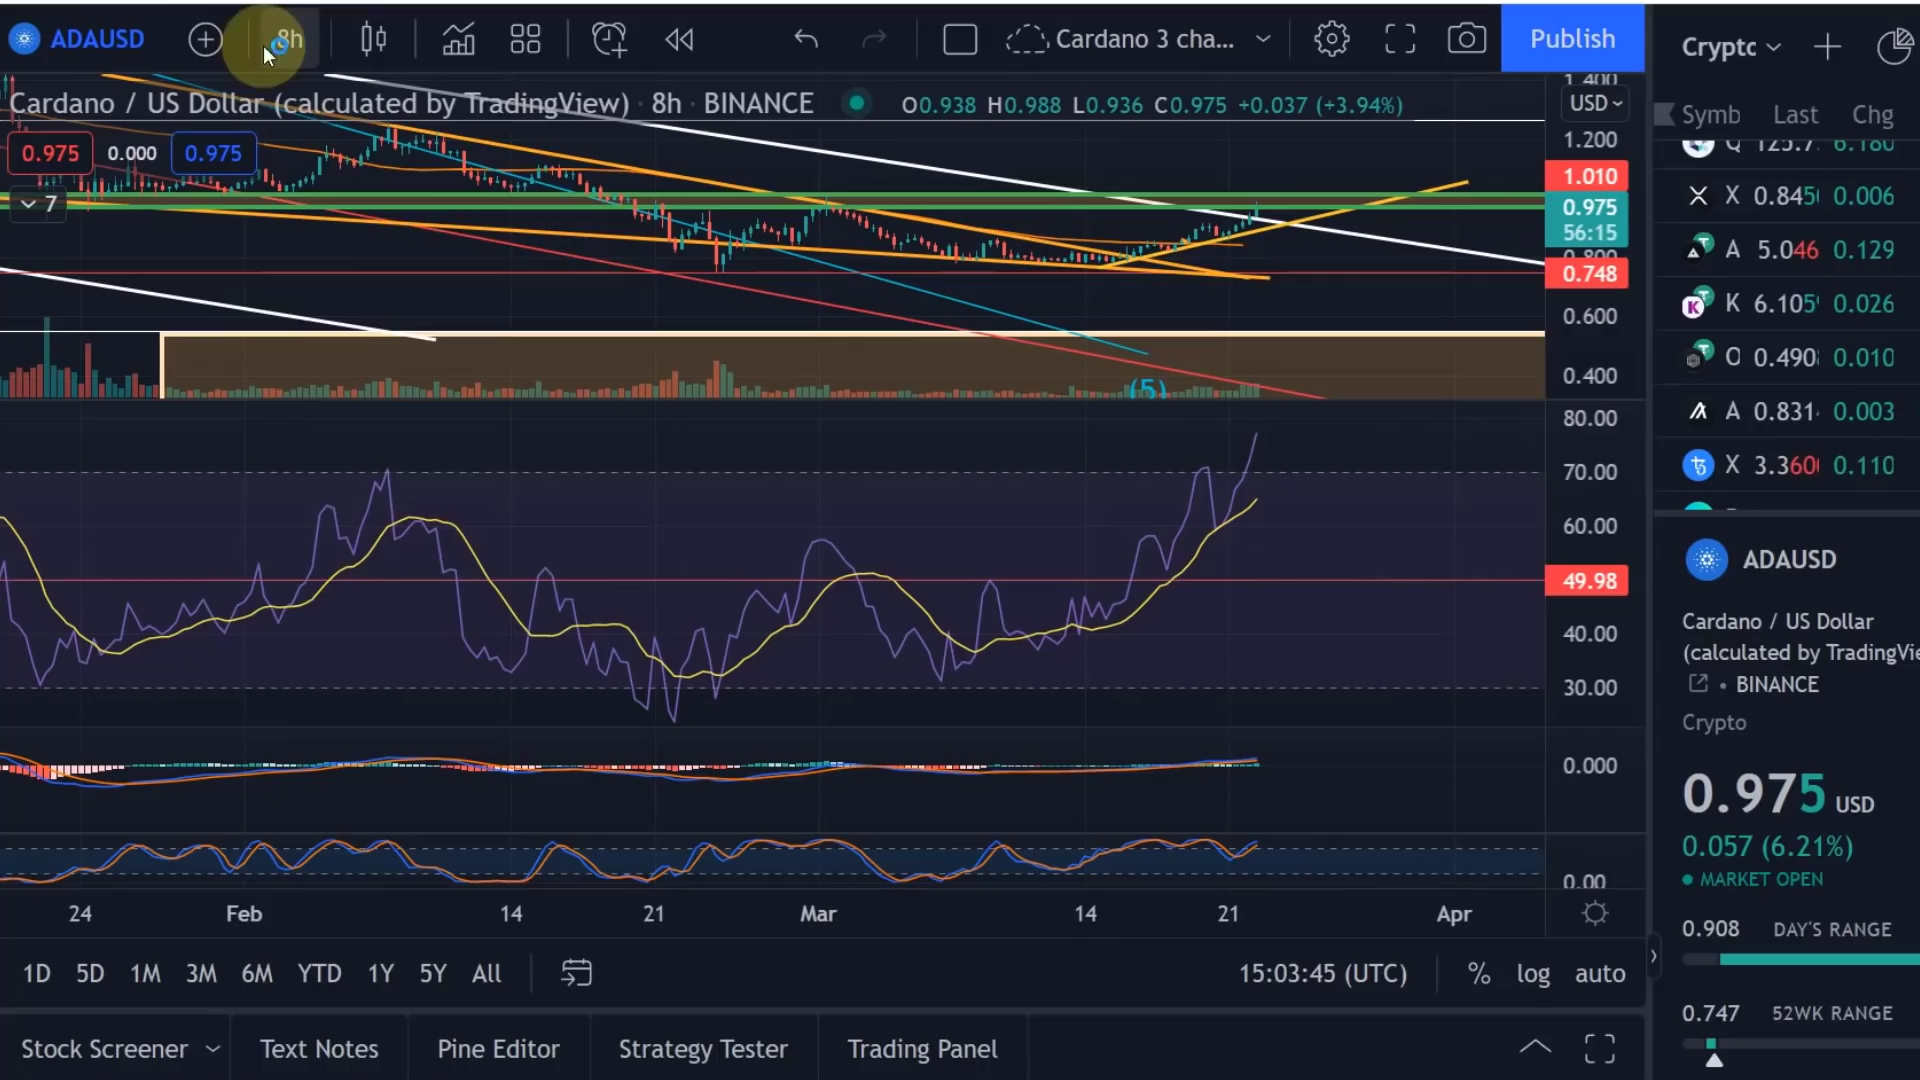 ADAUSD 8h Cardano 3 cha... Publish
Cardano / US Dollar (calculated by TradingView) · 8h · BINANCE O0.938 H0.988 L0.936 C0.975 +0.037 (+3.94%)
0.975 0.000 0.975
7
1.400
USD
1.200
1.010
0.975
56:15
0.800
0.748
0.600
0.400
(5)
80.00
70.00
60.00
49.98
40.00
30.00
0.000
0.00
24 Feb 14 21 Mar 14 21 Apr
1D 5D 1M 3M 6M YTD 1Y 5Y All 15:03:45 (UTC) % log auto
Stock Screener Text Notes Pine Editor Strategy Tester Trading Panel
Crypto
Symb Last Chg
Q 125.7 6.180
X 0.845 0.006
A 5.046 0.129
K 6.105 0.026
O 0.490 0.010
A 0.831 0.003
X 3.360 0.110
ADAUSD
Cardano / US Dollar
(calculated by TradingVie
• BINANCE
Crypto
0.975 USD
0.057 (6.21%)
MARKET OPEN
0.908 DAY'S RANGE
0.747 52WK RANGE